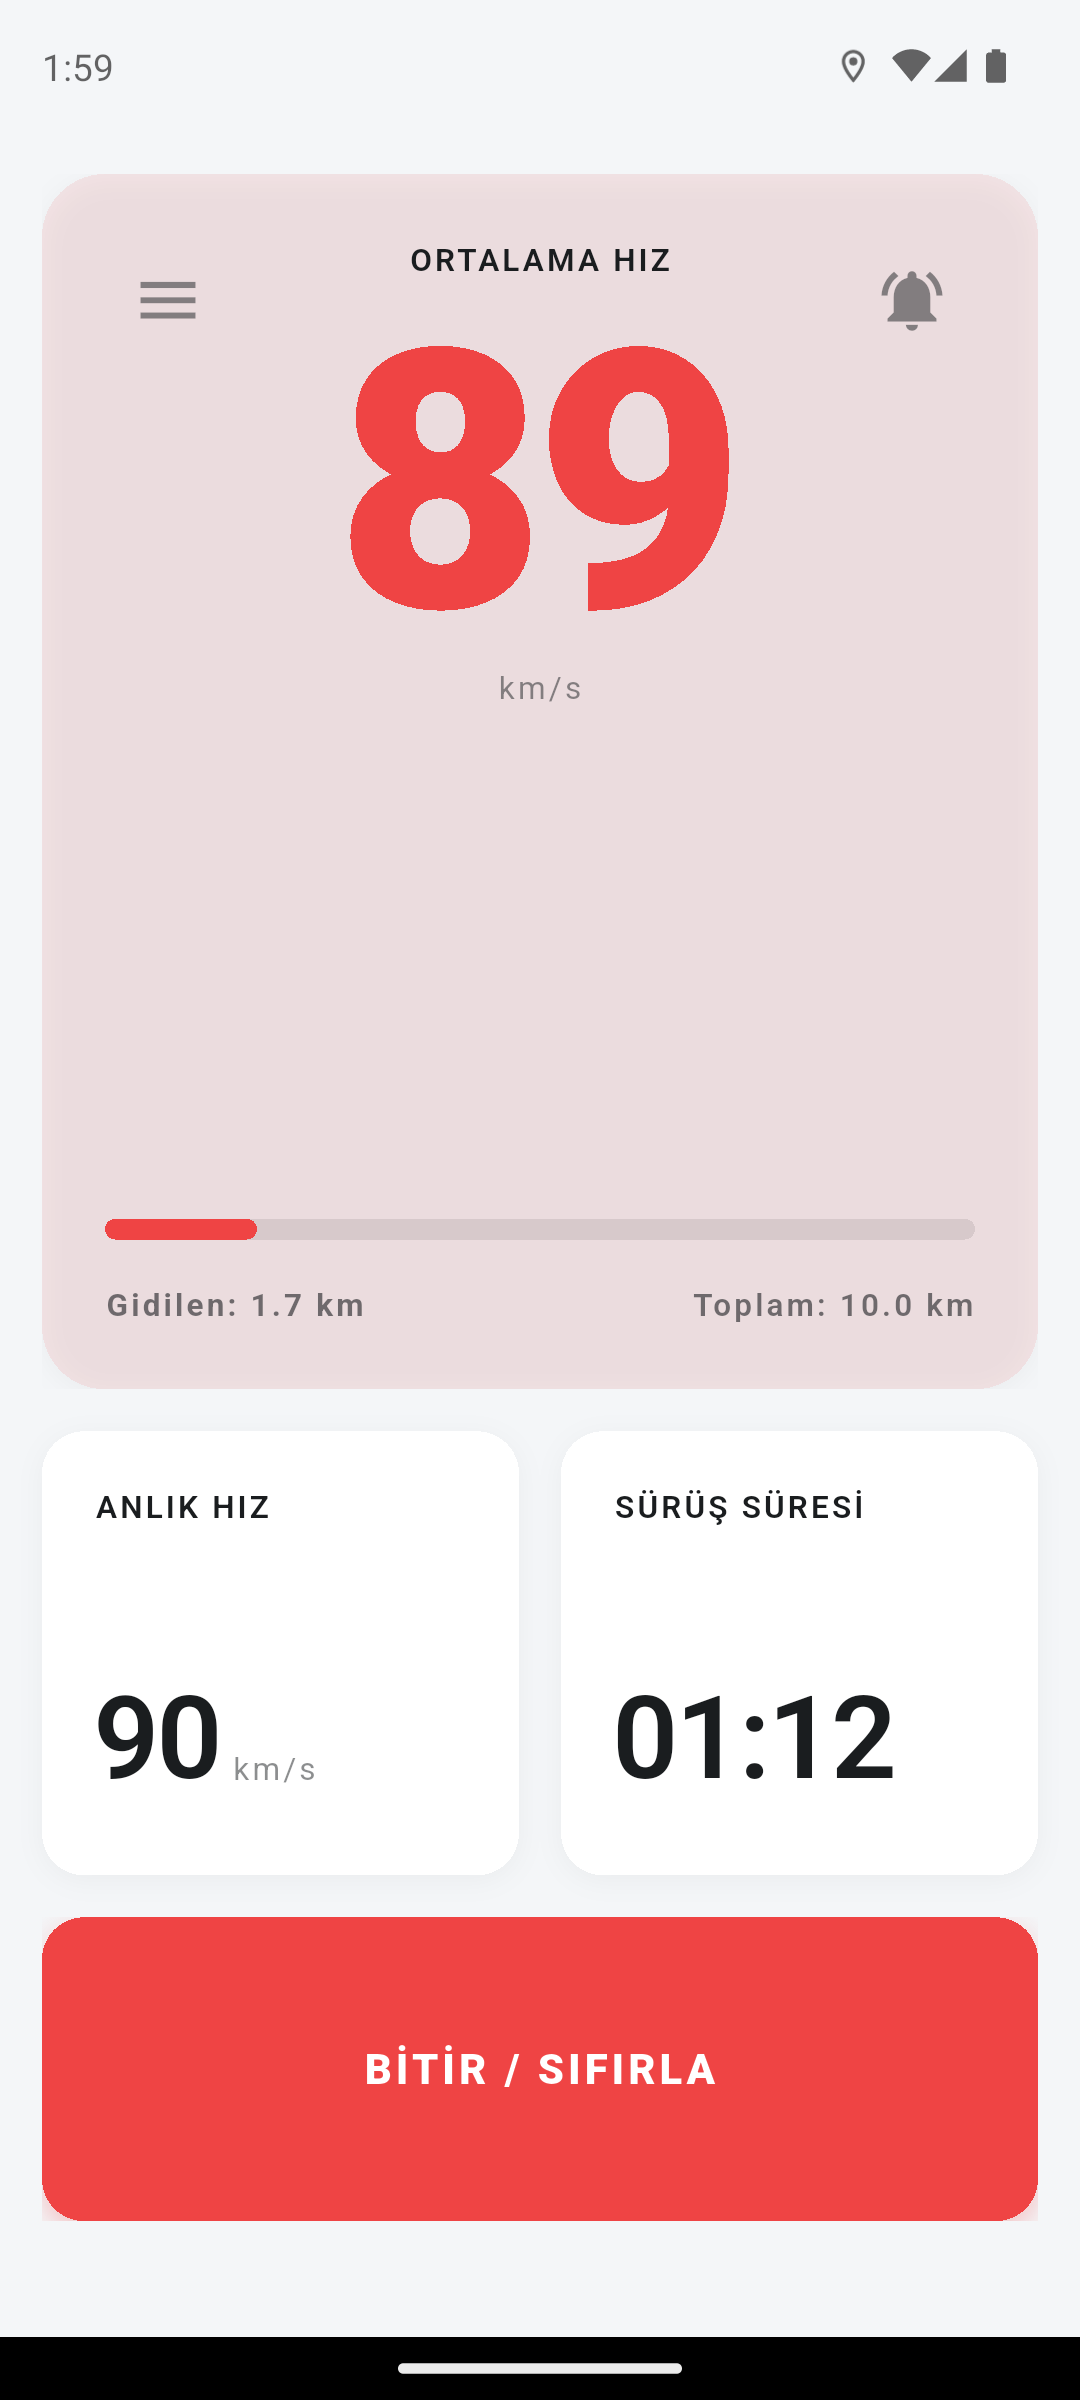 1:59
ORTALAMA HIZ
89
km/s
Gidilen: 1.7 km
Toplam: 10.0 km
ANLIK HIZ
90 km/s
SÜRÜŞ SÜRESİ
01:12
BİTİR / SIFIRLA